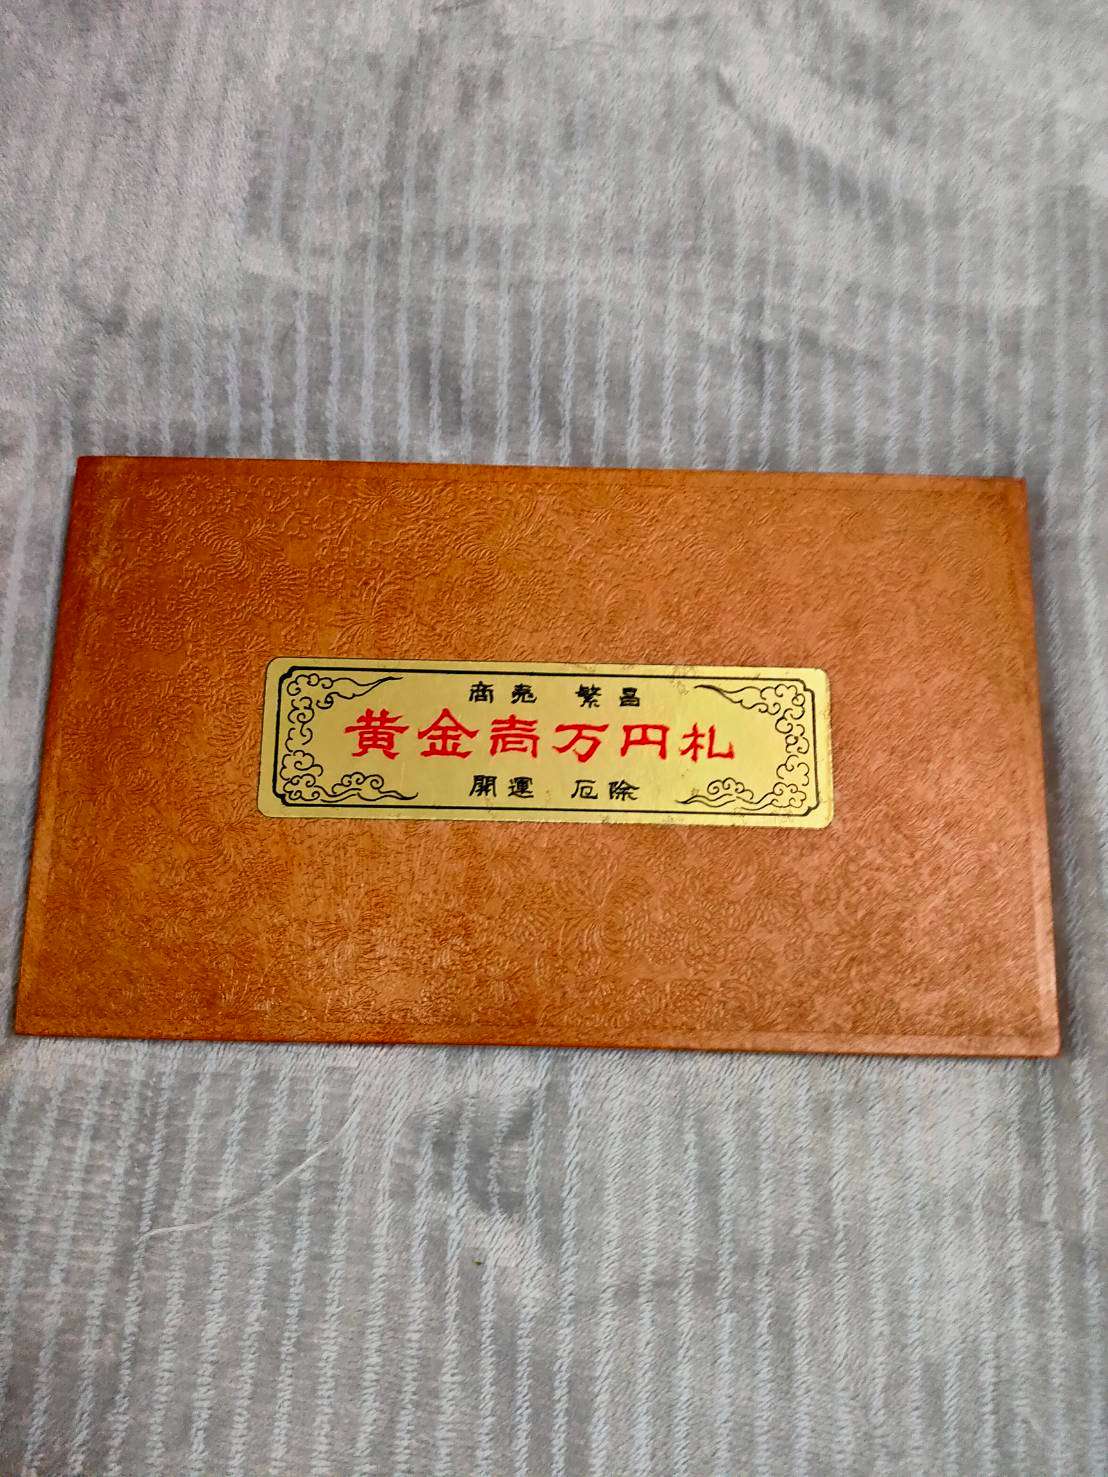 商売 繁昌
黄金壱万円札
開運 厄除